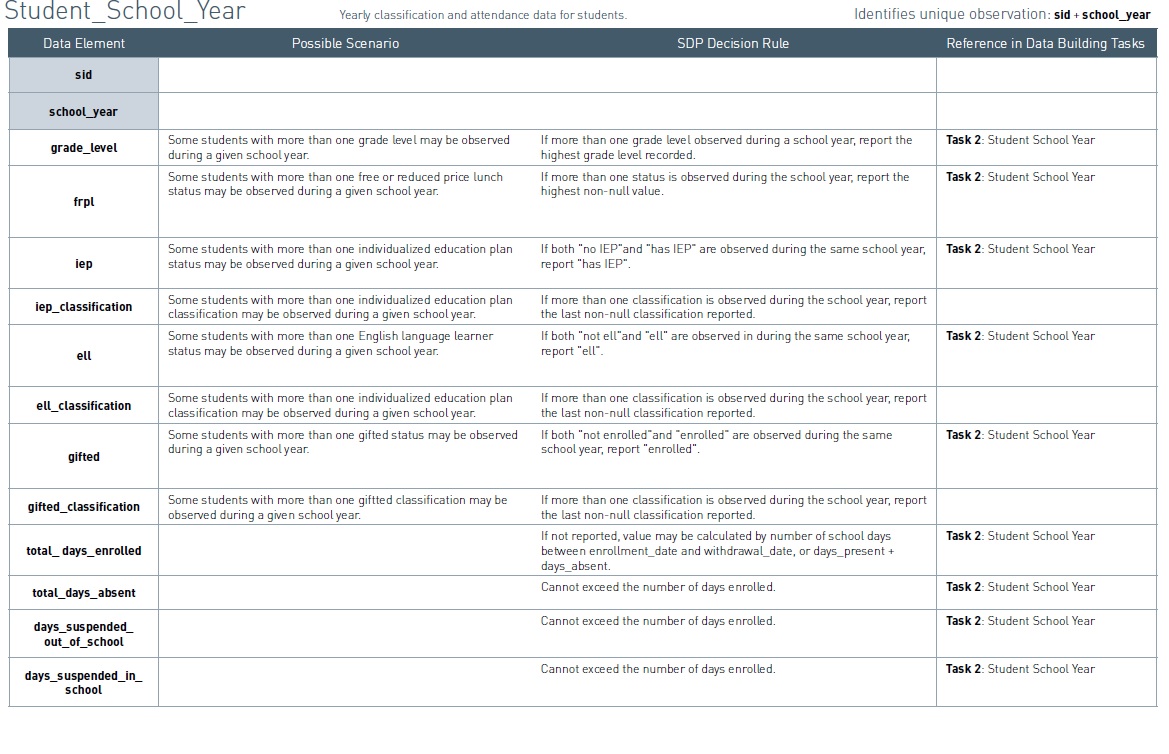 Student_School_Year
Yearly classification and attendance data for students.
Identifies unique observation: sid + school_year
Data Element
Possible Scenario
SDP Decision Rule
Reference in Data Building Tasks
sid
school_year
grade_level
Some students with more than one grade level may be observed
during a given school year.
If more than one grade level observed during a school year, report the
highest grade level recorded.
Task 2: Student School Year
frpl
Some students with more than one free or reduced price lunch
status may be observed during a given school year.
If more than one status is observed during the school year, report the
highest non-null value.
Task 2: Student School Year
iep
Some students with more than one individualized education plan
status may be observed during a given school year.
If both "no IEP"and "has IEP" are observed during the same school year,
report "has IEP".
Task 2: Student School Year
iep_classification
Some students with more than one individualized education plan
classification may be observed during a given school year.
If more than one classification is observed during the school year, report
the last non-null classification reported.
ell
Some students with more than one English language learner
status may be observed during a given school year.
If both "not ell"and "ell" are observed in during the same school year,
report "ell".
Task 2: Student School Year
ell_classification
Some students with more than one individualized education plan
classification may be observed during a given school year.
If more than one classification is observed during the school year, report
the last non-null classification reported.
gifted
Some students with more than one gifted status may be observed
during a given school year.
If both "not enrolled"and "enrolled" are observed during the same
school year, report "enrolled".
Task 2: Student School Year
gifted_classification
Some students with more than one giftted classification may be
observed during a given school year.
If more than one classification is observed during the school year, report
the last non-null classification reported.
total_ days_enrolled
If not reported, value may be calculated by number of school days
between enrollment_date and withdrawal_date, or days_present +
days_absent.
Task 2: Student School Year
total_days_absent
Cannot exceed the number of days enrolled.
Task 2: Student School Year
days_suspended_
out_of_school
Cannot exceed the number of days enrolled.
Task 2: Student School Year
days_suspended_in_
school
Cannot exceed the number of days enrolled.
Task 2: Student School Year